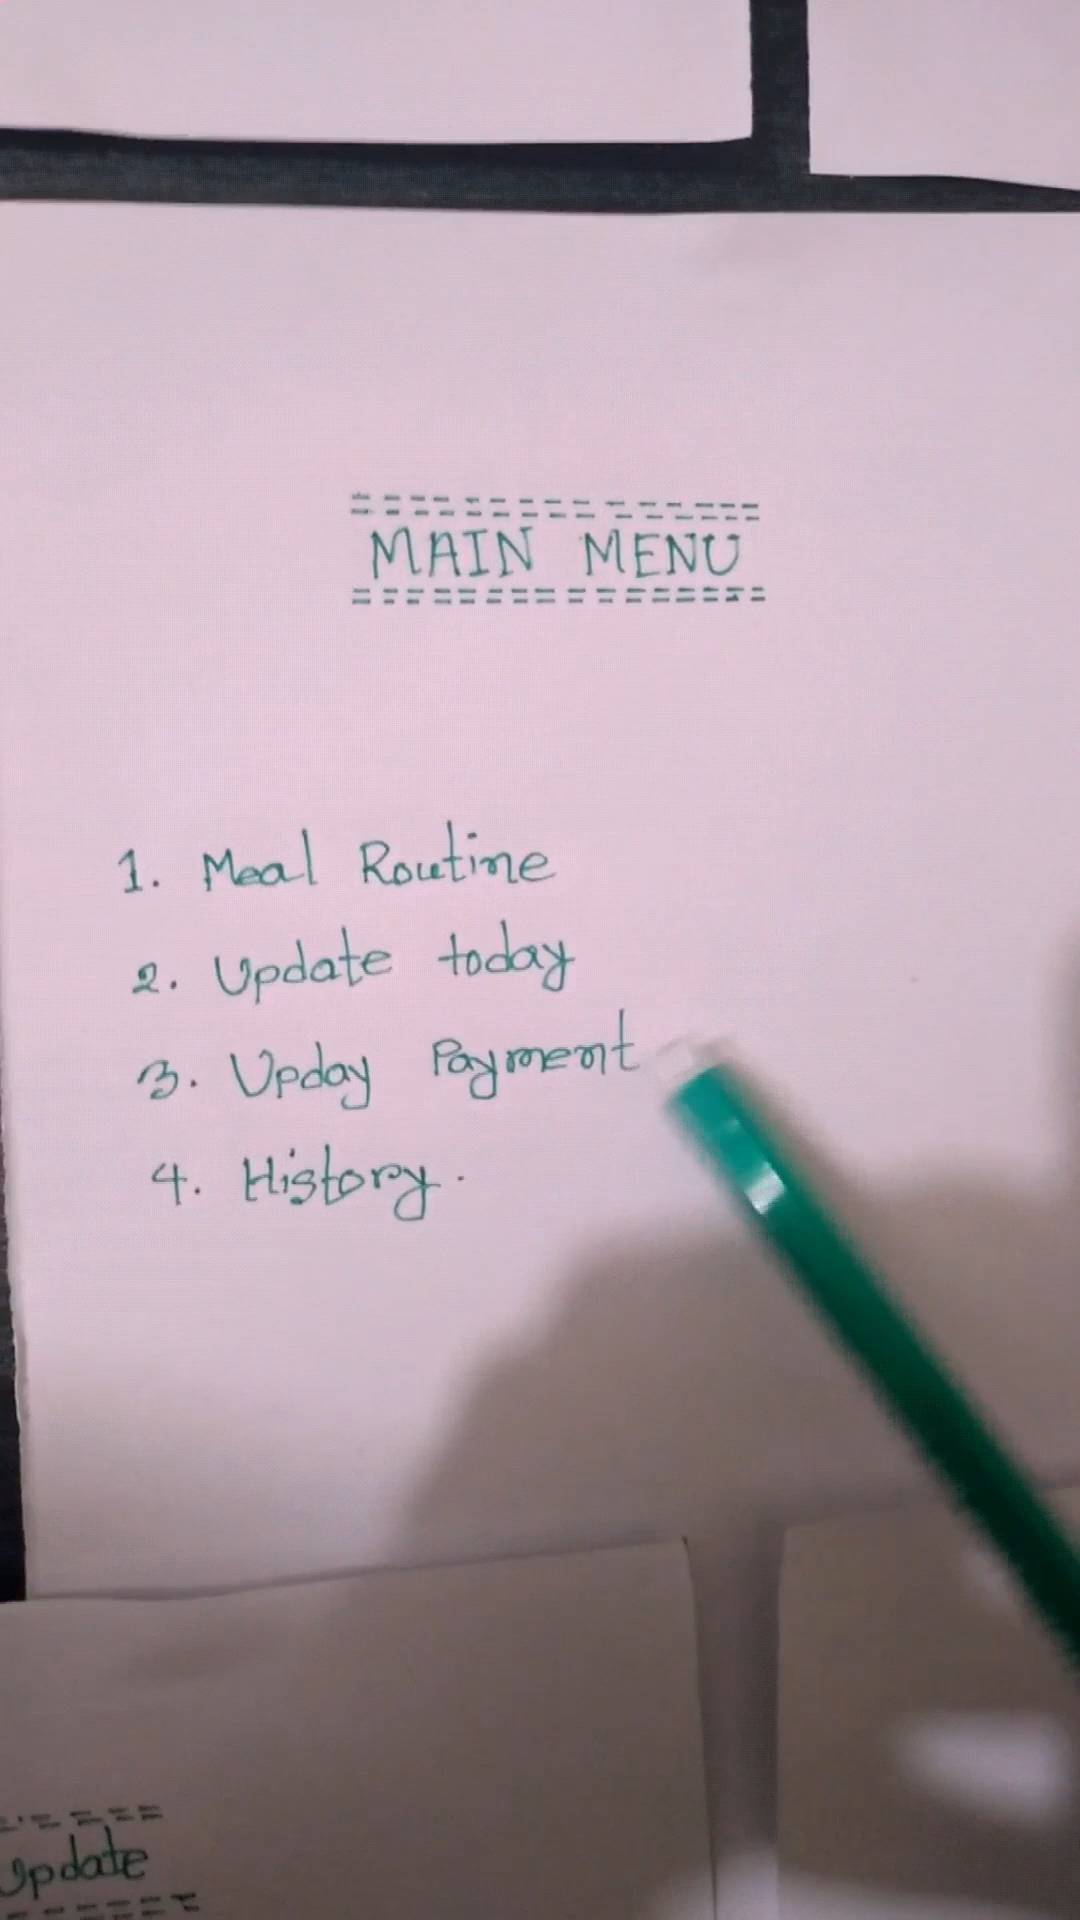 ================
MAIN MENU
================
1. Meal Routine
2. Update today
3. Upday Payment
4. History.
Update